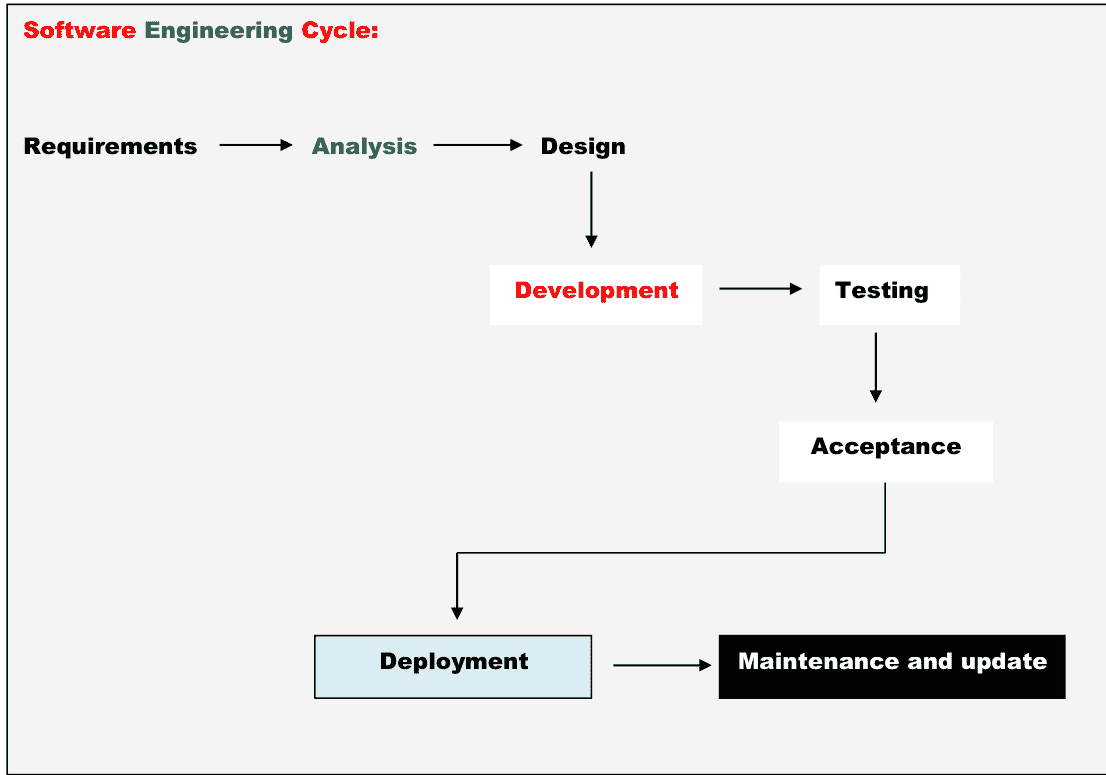 Software Engineering Cycle:
Requirements
Analysis
Design
Development
Testing
Acceptance
Deployment
Maintenance and update